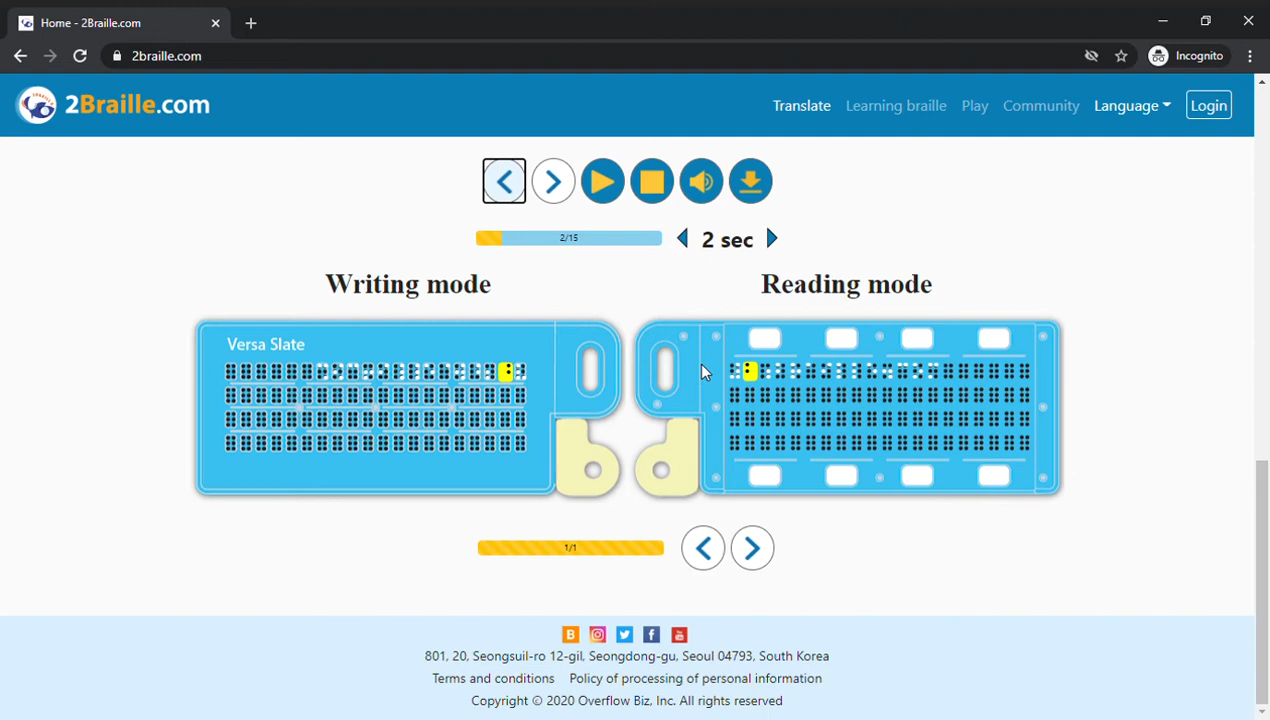 Home - 2Braille.com
2braille.com
Incognito
2Braille.com
Translate
Learning braille
Play
Community
Language
Login
2/15
2 sec
Writing mode
Reading mode
Versa Slate
1/1
801, 20, Seongsuil-ro 12-gil, Seongdong-gu, Seoul 04793, South Korea
Terms and conditions
Policy of processing of personal information
Copyright © 2020 Overflow Biz, Inc. All rights reserved